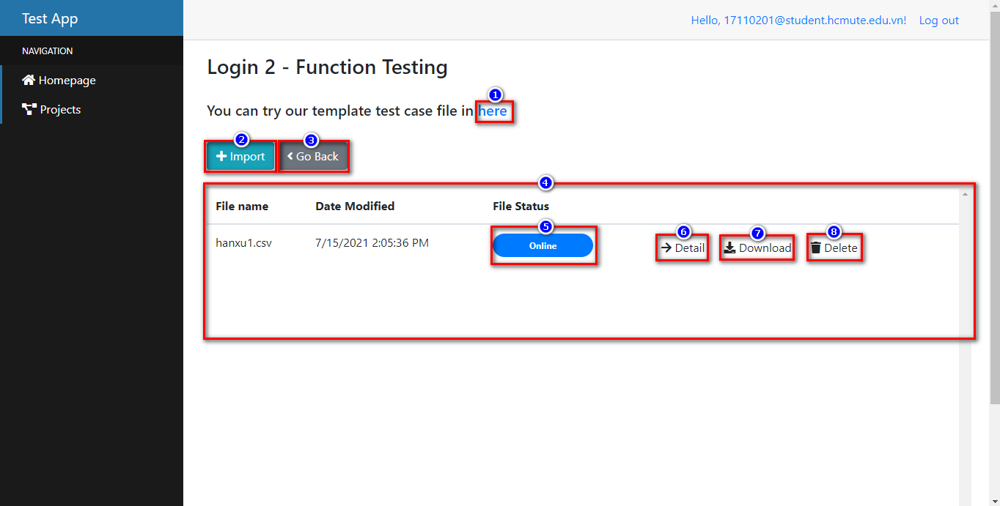 Test App
Hello, 17110201@student.hcmute.edu.vn! Log out
NAVIGATION
Homepage
Projects
Login 2 - Function Testing
1
You can try our template test case file in here
2 3
Import Go Back
4
File name Date Modified File Status
5 6 7 8
hanxu1.csv 7/15/2021 2:05:36 PM Online Detail Download Delete